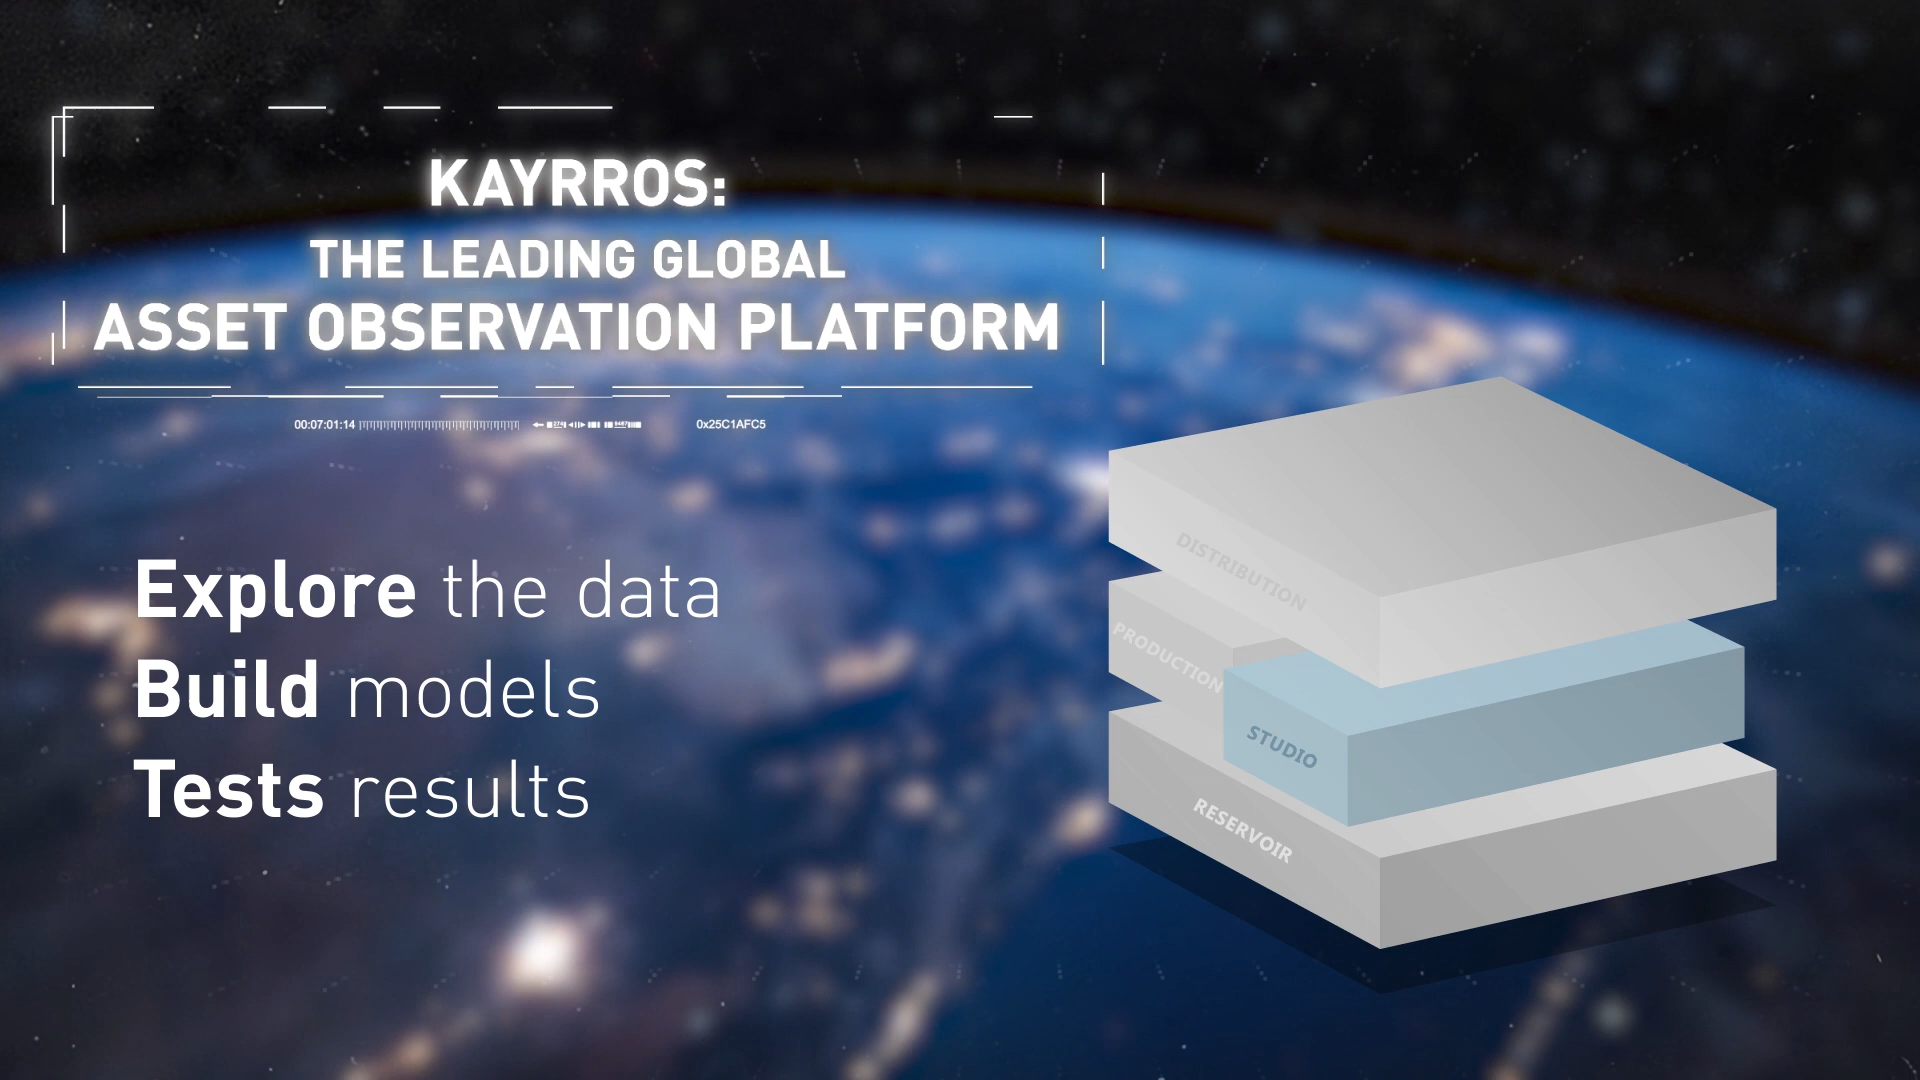 KAYRROS:
THE LEADING GLOBAL
ASSET OBSERVATION PLATFORM
00:07:01:14
0x25C1AFC5
Explore the data
Build models
Tests results
DISTRIBUTION
PRODUCTION
STUDIO
RESERVOIR